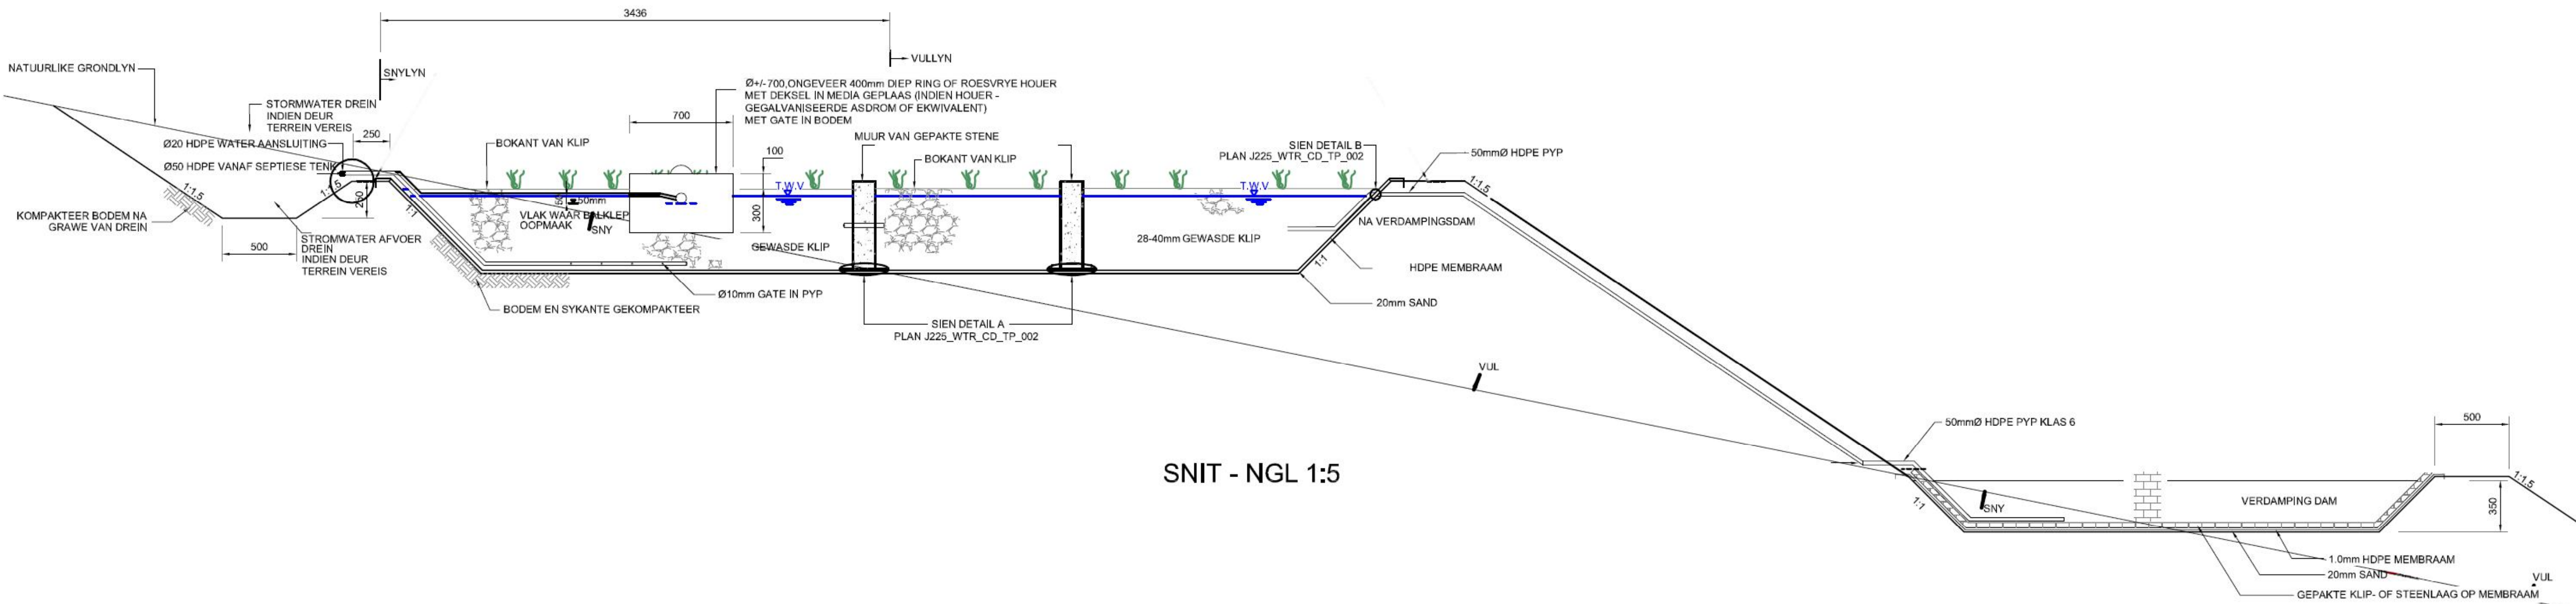 3436
VULLYN
SNYLYN
NATUURLIKE GRONDLYN
STORMWATER DREIN
INDIEN DEUR
TERREIN VEREIS
250
Ø20 HDPE WATER AANSLUITING
Ø50 HDPE VANAF SEPTIESE TENK
1:1.5
1:1.5
250
1:1
KOMPAKTEER BODEM NA
GRAWE VAN DREIN
500
STROMWATER AFVOER
DREIN
INDIEN DEUR
TERREIN VEREIS
BOKANT VAN KLIP
Ø+/-700,ONGEVEER 400mm DIEP RING OF ROESVRYE HOUER
MET DEKSEL IN MEDIA GEPLAAS (INDIEN HOUER -
GEGALVANISEERDE ASDROM OF EKWIVALENT)
MET GATE IN BODEM
700
100
300
50mm
VLAK WAAR BALKLEP
OOPMAAK
SNY
GEWASDE KLIP
T.W.V
MUUR VAN GEPAKTE STENE
BOKANT VAN KLIP
Ø10mm GATE IN PYP
BODEM EN SYKANTE GEKOMPAKTEER
SIEN DETAIL A
PLAN J225_WTR_CD_TP_002
SIEN DETAIL B
PLAN J225_WTR_CD_TP_002
50mmØ HDPE PYP
T.W.V
1:1.5
NA VERDAMPINGSDAM
28-40mm GEWASDE KLIP
1:1
HDPE MEMBRAAM
20mm SAND
VUL
SNIT - NGL 1:5
50mmØ HDPE PYP KLAS 6
500
1:1.5
1:1
SNY
VERDAMPING DAM
350
1.0mm HDPE MEMBRAAM
20mm SAND
VUL
GEPAKTE KLIP- OF STEENLAAG OP MEMBRAAM